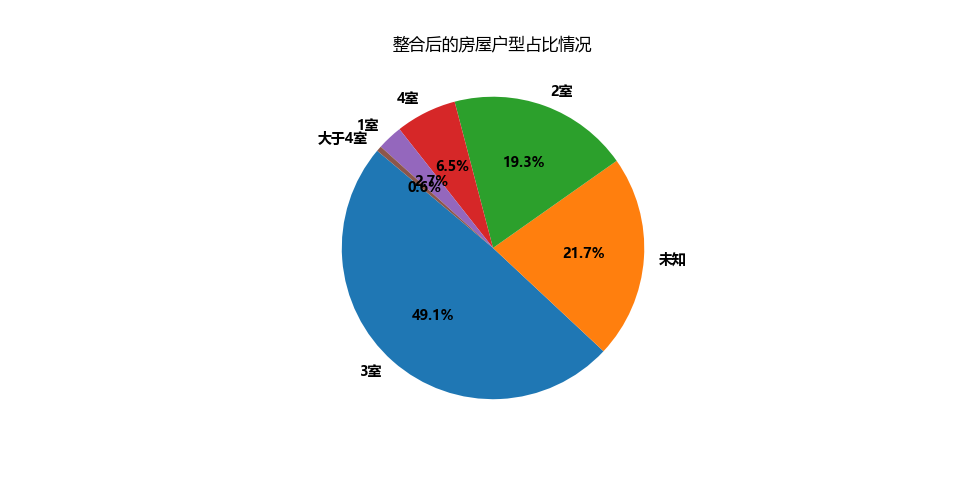 整合后的房屋户型占比情况
2室
4室
1室
大于4室
19.3%
6.5%
2.7%
0.6%
21.7%
未知
49.1%
3室